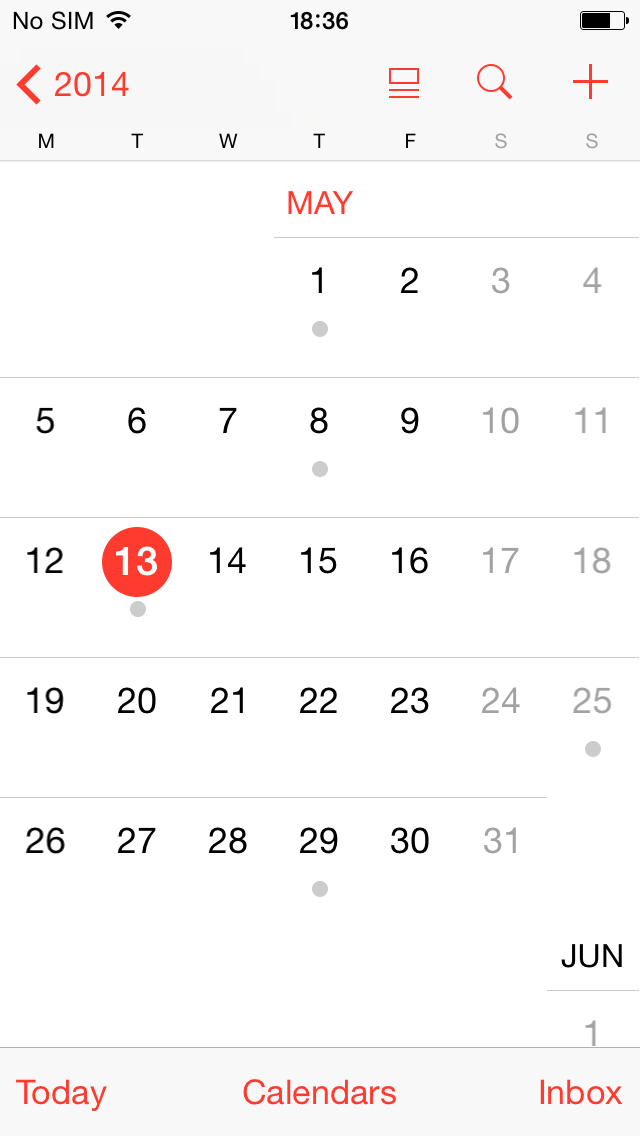 No SIM 18:36
2014
M T W T F S S
MAY
1 2 3 4
5 6 7 8 9 10 11
12 13 14 15 16 17 18
19 20 21 22 23 24 25
26 27 28 29 30 31
JUN
1
Today Calendars Inbox